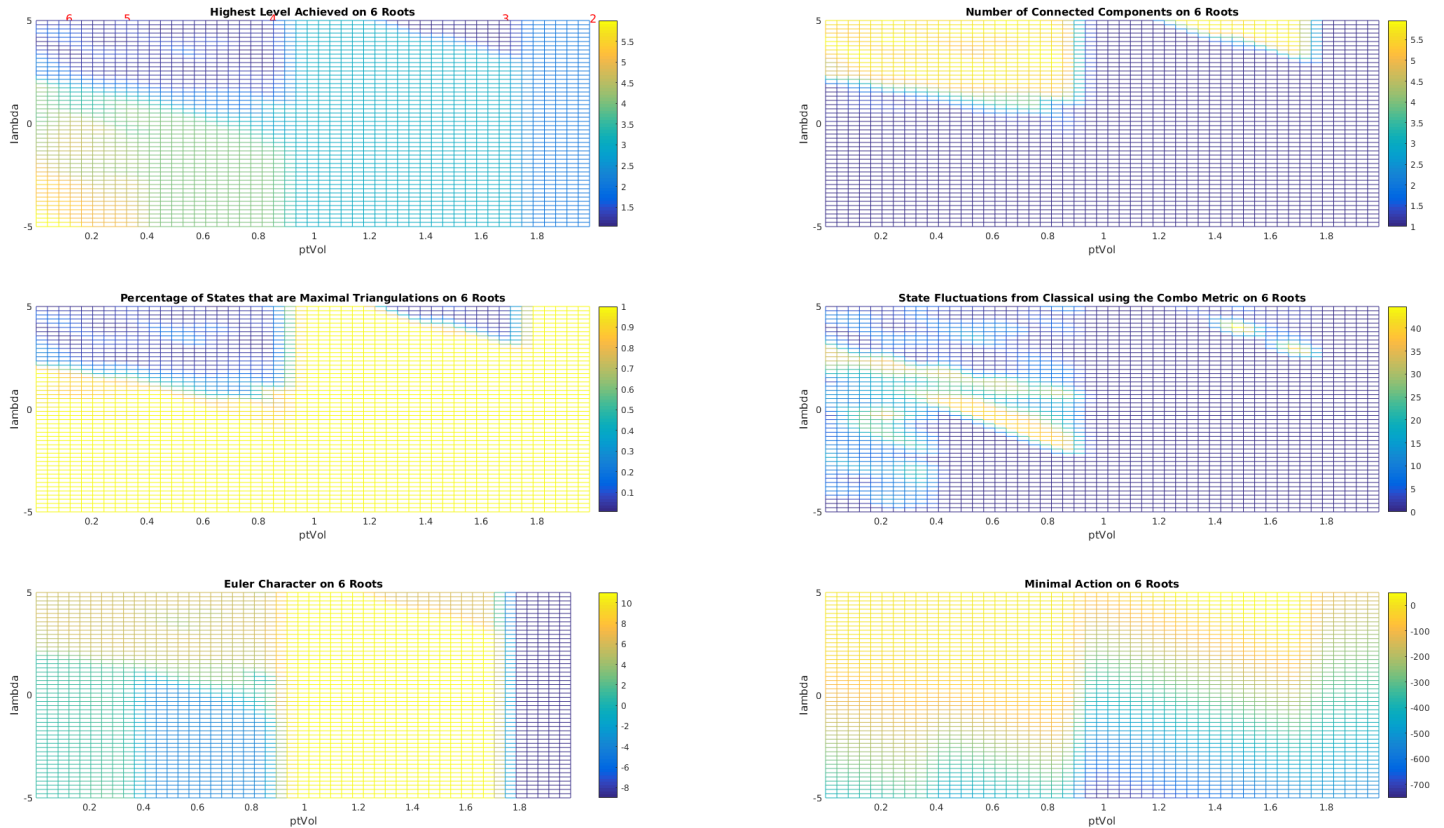 Highest Level Achieved on 6 Roots
6 5 4 3 2
5
0
-5
0.2 0.4 0.6 0.8 1 1.2 1.4 1.6 1.8
ptVol
lambda
5.5
5
4.5
4
3.5
3
2.5
2
1.5
Number of Connected Components on 6 Roots
5
0
-5
0.2 0.4 0.6 0.8 1 1.2 1.4 1.6 1.8
ptVol
lambda
5.5
5
4.5
4
3.5
3
2.5
2
1.5
1
Percentage of States that are Maximal Triangulations on 6 Roots
5
0
-5
0.2 0.4 0.6 0.8 1 1.2 1.4 1.6 1.8
ptVol
lambda
1
0.9
0.8
0.7
0.6
0.5
0.4
0.3
0.2
0.1
State Fluctuations from Classical using the Combo Metric on 6 Roots
5
0
-5
0.2 0.4 0.6 0.8 1 1.2 1.4 1.6 1.8
ptVol
lambda
40
35
30
25
20
15
10
5
0
Euler Character on 6 Roots
5
0
-5
0.2 0.4 0.6 0.8 1 1.2 1.4 1.6 1.8
ptVol
lambda
10
8
6
4
2
0
-2
-4
-6
-8
Minimal Action on 6 Roots
5
0
-5
0.2 0.4 0.6 0.8 1 1.2 1.4 1.6 1.8
ptVol
lambda
0
-100
-200
-300
-400
-500
-600
-700